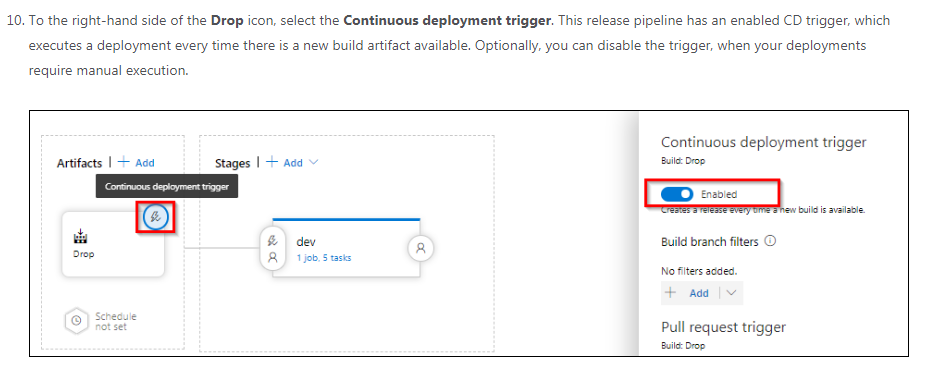 10. To the right-hand side of the Drop icon, select the Continuous deployment trigger. This release pipeline has an enabled CD trigger, which
executes a deployment every time there is a new build artifact available. Optionally, you can disable the trigger, when your deployments
require manual execution.
Artifacts | + Add
Stages | + Add
Continuous deployment trigger
Drop
Schedule
not set
dev
1 job, 5 tasks
Continuous deployment trigger
Build: Drop
Enabled
Creates a release every time a new build is available.
Build branch filters
No filters added.
+ Add
Pull request trigger
Build: Drop